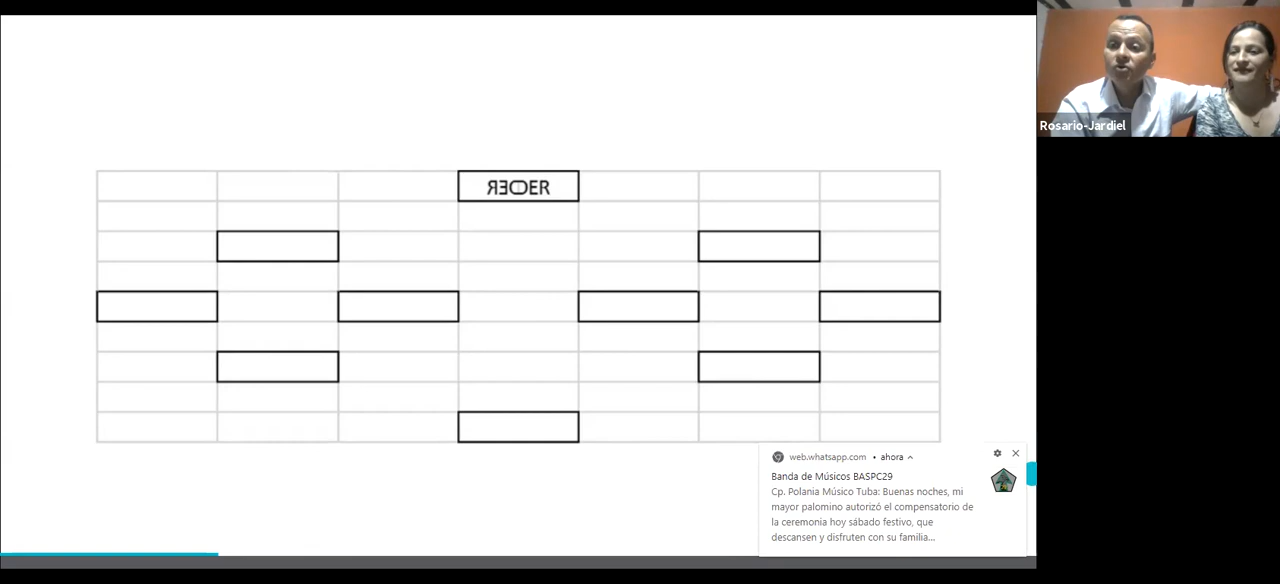 ЯƎCOER
Rosario-Jardiel
web.whatsapp.com • ahora
Banda de Músicos BASPC29
Cp. Polania Músico Tuba: Buenas noches, mi
mayor palomino autorizó el compensatorio de
la ceremonia hoy sábado festivo, que
descansen y disfruten con su familia...